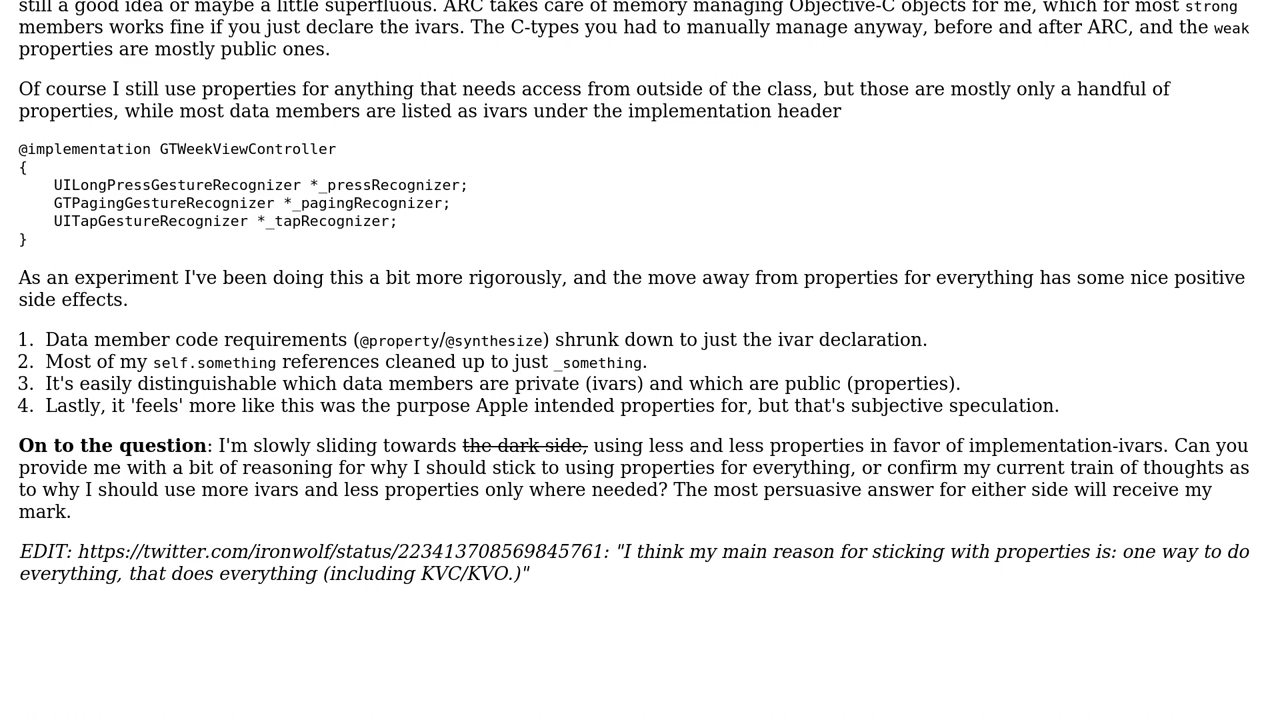 still a good idea or maybe a little superfluous. ARC takes care of memory managing Objective-C objects for me, which for most strong
members works fine if you just declare the ivars. The C-types you had to manually manage anyway, before and after ARC, and the weak
properties are mostly public ones.
Of course I still use properties for anything that needs access from outside of the class, but those are mostly only a handful of
properties, while most data members are listed as ivars under the implementation header
@implementation GTWeekViewController
{
    UILongPressGestureRecognizer *_pressRecognizer;
    GTPagingGestureRecognizer *_pagingRecognizer;
    UITapGestureRecognizer *_tapRecognizer;
}
As an experiment I've been doing this a bit more rigorously, and the move away from properties for everything has some nice positive
side effects.
1. Data member code requirements (@property/@synthesize) shrunk down to just the ivar declaration.
2. Most of my self.something references cleaned up to just _something.
3. It's easily distinguishable which data members are private (ivars) and which are public (properties).
4. Lastly, it 'feels' more like this was the purpose Apple intended properties for, but that's subjective speculation.
On to the question: I'm slowly sliding towards the dark side, using less and less properties in favor of implementation-ivars. Can you
provide me with a bit of reasoning for why I should stick to using properties for everything, or confirm my current train of thoughts as
to why I should use more ivars and less properties only where needed? The most persuasive answer for either side will receive my
mark.
EDIT: https://twitter.com/ironwolf/status/223413708569845761: "I think my main reason for sticking with properties is: one way to do
everything, that does everything (including KVC/KVO.)"